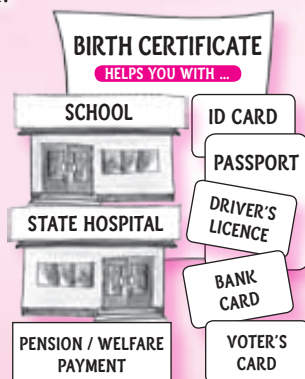 BIRTH CERTIFICATE
HELPS YOU WITH ...
SCHOOL
ID CARD
PASSPORT
DRIVER'S
LICENCE
STATE HOSPITAL
BANK
CARD
PENSION / WELFARE
PAYMENT
VOTER'S
CARD